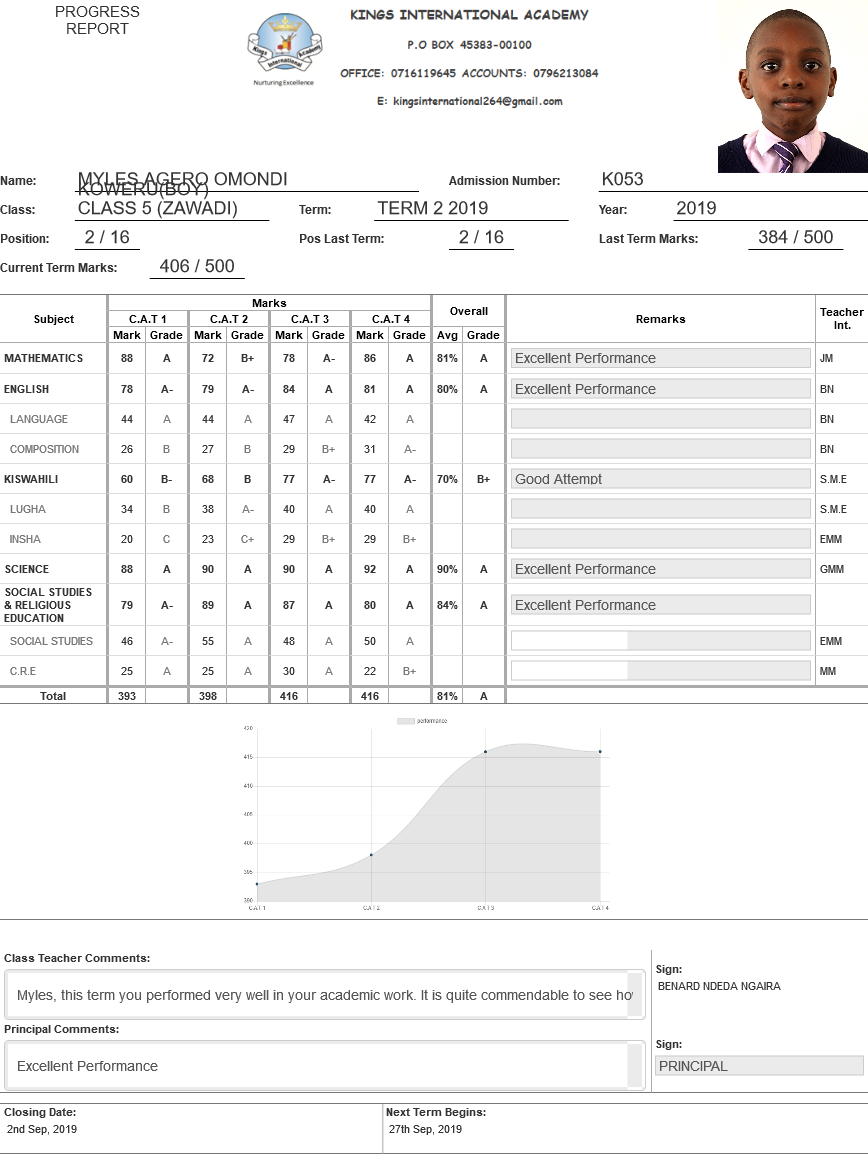 PROGRESS
REPORT
KINGS INTERNATIONAL ACADEMY
P.O BOX 45383-00100
OFFICE: 0716119645 ACCOUNTS: 0796213084
E: kingsinternational264@gmail.com
Kings International Academy
Nurturing Excellence
Name: MYLES AGERO OMONDI
KOWERU(BOY)
Admission Number: K053
Class: CLASS 5 (ZAWADI) Term: TERM 2 2019 Year: 2019
Position: 2 / 16 Pos Last Term: 2 / 16 Last Term Marks: 384 / 500
Current Term Marks: 406 / 500
Subject Marks Overall Remarks Teacher Int.
C.A.T 1 C.A.T 2 C.A.T 3 C.A.T 4
Mark Grade Mark Grade Mark Grade Mark Grade Avg Grade
MATHEMATICS 88 A 72 B+ 78 A- 86 A 81% A Excellent Performance JM
ENGLISH 78 A- 79 A- 84 A 81 A 80% A Excellent Performance BN
LANGUAGE 44 A 44 A 47 A 42 A BN
COMPOSITION 26 B 27 B 29 B+ 31 A- BN
KISWAHILI 60 B- 68 B 77 A- 77 A- 70% B+ Good Attempt S.M.E
LUGHA 34 B 38 A- 40 A 40 A S.M.E
INSHA 20 C 23 C+ 29 B+ 29 B+ EMM
SCIENCE 88 A 90 A 90 A 92 A 90% A Excellent Performance GMM
SOCIAL STUDIES
& RELIGIOUS
EDUCATION
79 A- 89 A 87 A 80 A 84% A Excellent Performance
SOCIAL STUDIES 46 A- 55 A 48 A 50 A EMM
C.R.E 25 A 25 A 30 A 22 B+ MM
Total 393 398 416 416 81% A
performance
420
415
410
405
400
395
390
C.A.T 1 C.A.T 2 C.A.T 3 C.A.T 4
Class Teacher Comments:
Myles, this term you performed very well in your academic work. It is quite commendable to see ho
Sign:
BENARD NDEDA NGAIRA
Principal Comments:
Excellent Performance
Sign:
PRINCIPAL
Closing Date:
2nd Sep, 2019
Next Term Begins:
27th Sep, 2019